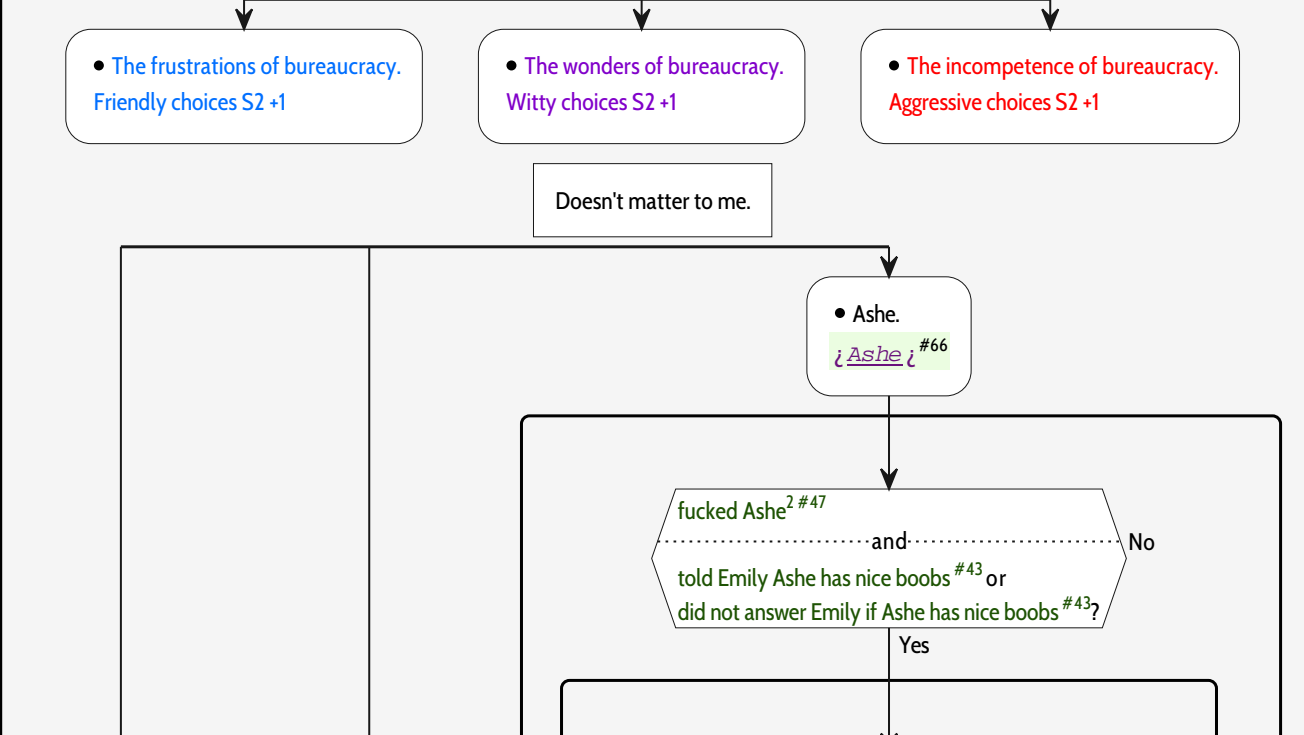 • The frustrations of bureaucracy.
Friendly choices S2 +1
• The wonders of bureaucracy.
Witty choices S2 +1
• The incompetence of bureaucracy.
Aggressive choices S2 +1
Doesn't matter to me.
• Ashe.
¿Ashe¿ #66
fucked Ashe2 #47
and
No
told Emily Ashe has nice boobs #43 or
did not answer Emily if Ashe has nice boobs #43?
Yes